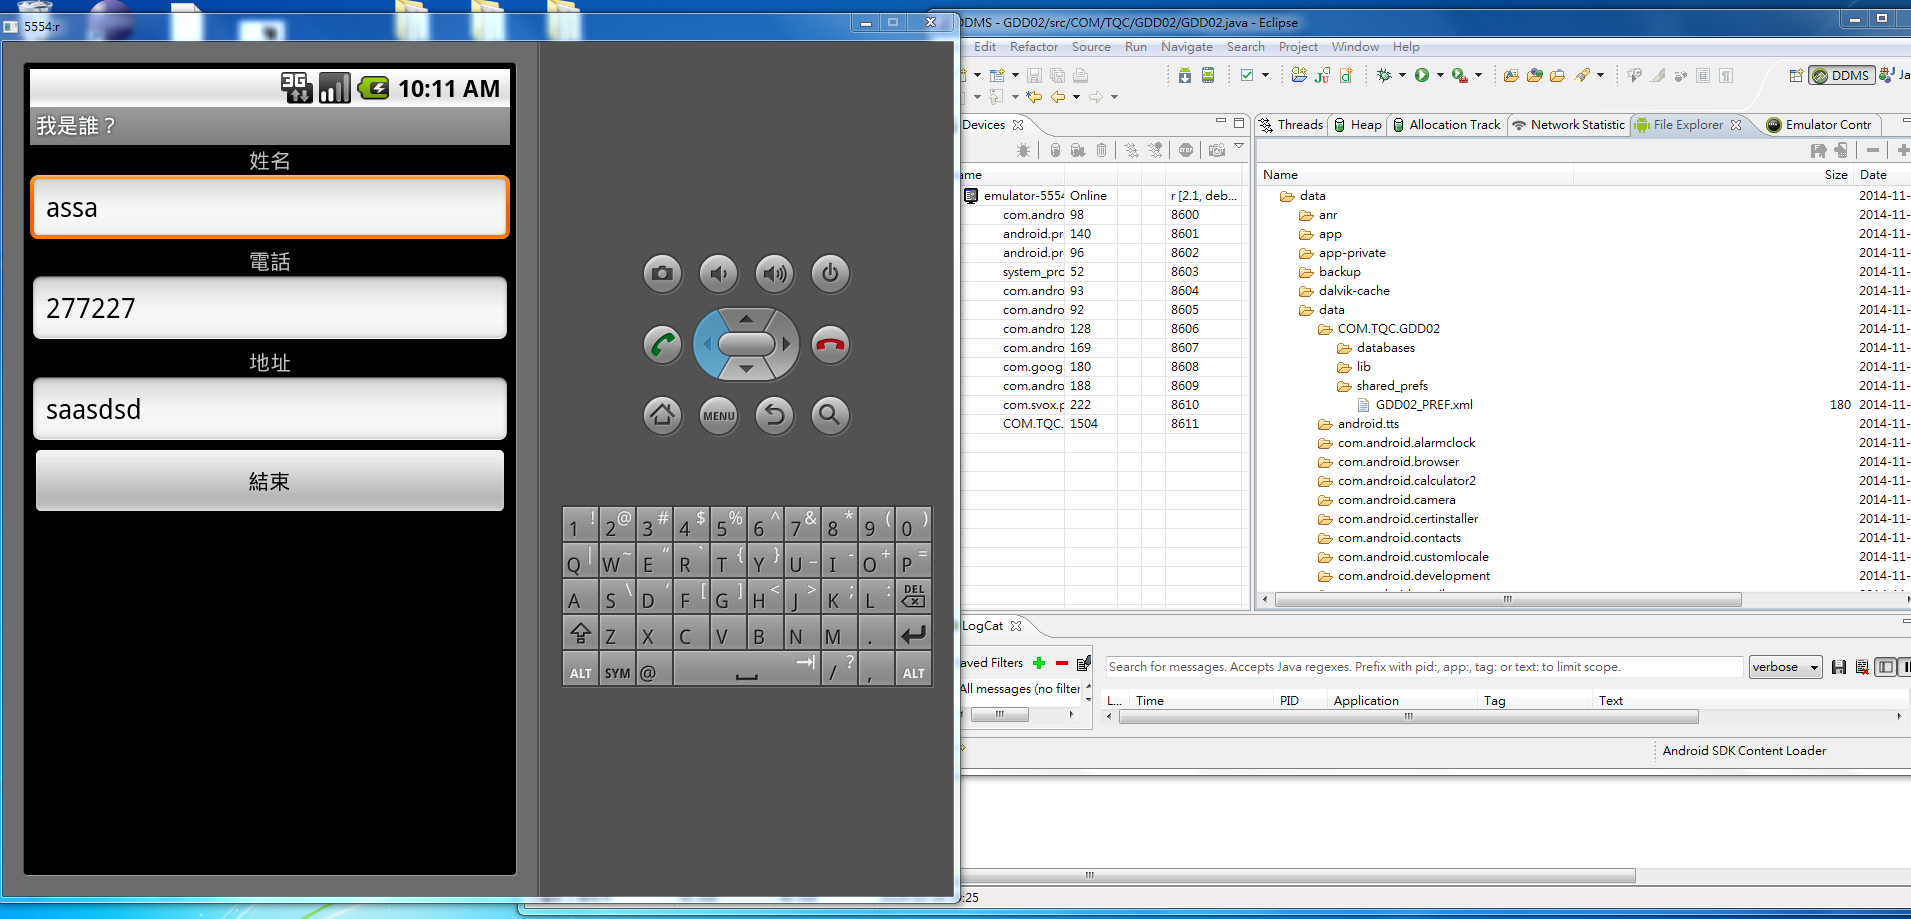 5554:r
3G
10:11 AM
我是誰？
姓名
assa
電話
277227
地址
saasdsd
結束
MENU
1 ! 2 @ 3 # 4 $ 5 % 6 ^ 7 & 8 * 9 ( 0 )
Q | W ~ E “ R ` T { Y } U _ I - O + P =
A S \ D ‘ F [ G ] H < J > K ; L : DEL
Z X C V B N M .
ALT SYM @ / ? , ALT
DDMS - GDD02/src/COM/TQC/GDD02/GDD02.java - Eclipse
Edit Refactor Source Run Navigate Search Project Window Help
DDMS Ja
Devices
ame
emulator-5554 Online r [2.1, deb...
com.andro 98 8600
android.pr 140 8601
android.pr 96 8602
system_pro 52 8603
com.andro 93 8604
com.andro 92 8605
com.andro 128 8606
com.andro 169 8607
com.goog 180 8608
com.andro 188 8609
com.svox.p 222 8610
COM.TQC. 1504 8611
Threads Heap Allocation Track Network Statistic File Explorer Emulator Contr
Name Size Date
data 2014-11-
anr 2014-11-
app 2014-11-
app-private 2014-11-
backup 2014-11-
dalvik-cache 2014-11-
data 2014-11-
COM.TQC.GDD02 2014-11-
databases 2014-11-
lib 2014-11-
shared_prefs 2014-11-
GDD02_PREF.xml 180 2014-11-
android.tts 2014-11-
com.android.alarmclock 2014-11-
com.android.browser 2014-11-
com.android.calculator2 2014-11-
com.android.camera 2014-11-
com.android.certinstaller 2014-11-
com.android.contacts 2014-11-
com.android.customlocale 2014-11-
com.android.development 2014-11-
LogCat
aved Filters
All messages (no filter
Search for messages. Accepts Java regexes. Prefix with pid:, app:, tag: or text: to limit scope.
verbose
L... Time PID Application Tag Text
Android SDK Content Loader
:25